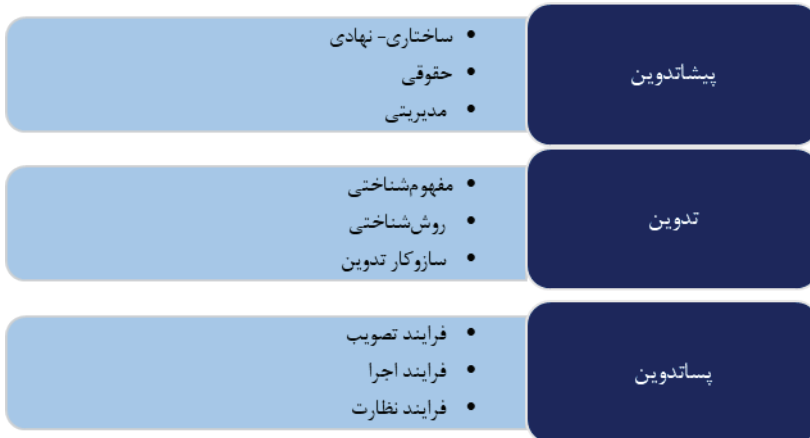 پیشاتدوین
• ساختاری- نهادی
• حقوقی
• مدیریتی
تدوین
• مفهوم‌شناختی
• روش‌شناختی
• سازوکار تدوین
پساتدوین
• فرایند تصویب
• فرایند اجرا
• فرایند نظارت